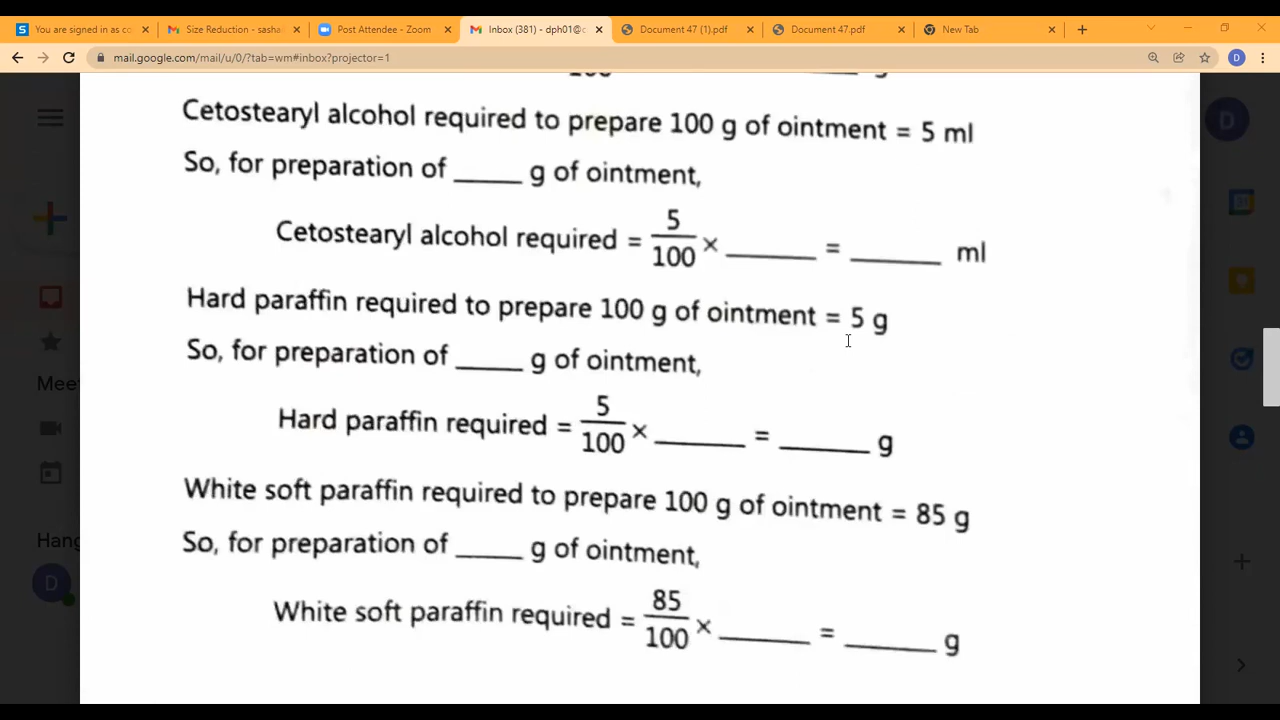 You are signed in as co
Size Reduction - sasha
Post Attendee - Zoom
Inbox (381) - dph01@c
Document 47 (1).pdf
Document 47.pdf
New Tab
mail.google.com/mail/u/0/?tab=wm#inbox?projector=1
D
100 g
Cetostearyl alcohol required to prepare 100 g of ointment = 5 ml
So, for preparation of _____ g of ointment,
Cetostearyl alcohol required = 5/100 × _______ = _______ ml
Hard paraffin required to prepare 100 g of ointment = 5 g
So, for preparation of _____ g of ointment,
Hard paraffin required = 5/100 × _______ = _______ g
White soft paraffin required to prepare 100 g of ointment = 85 g
So, for preparation of _____ g of ointment,
White soft paraffin required = 85/100 × _______ = _______ g
Mee
Hang
D
D
31